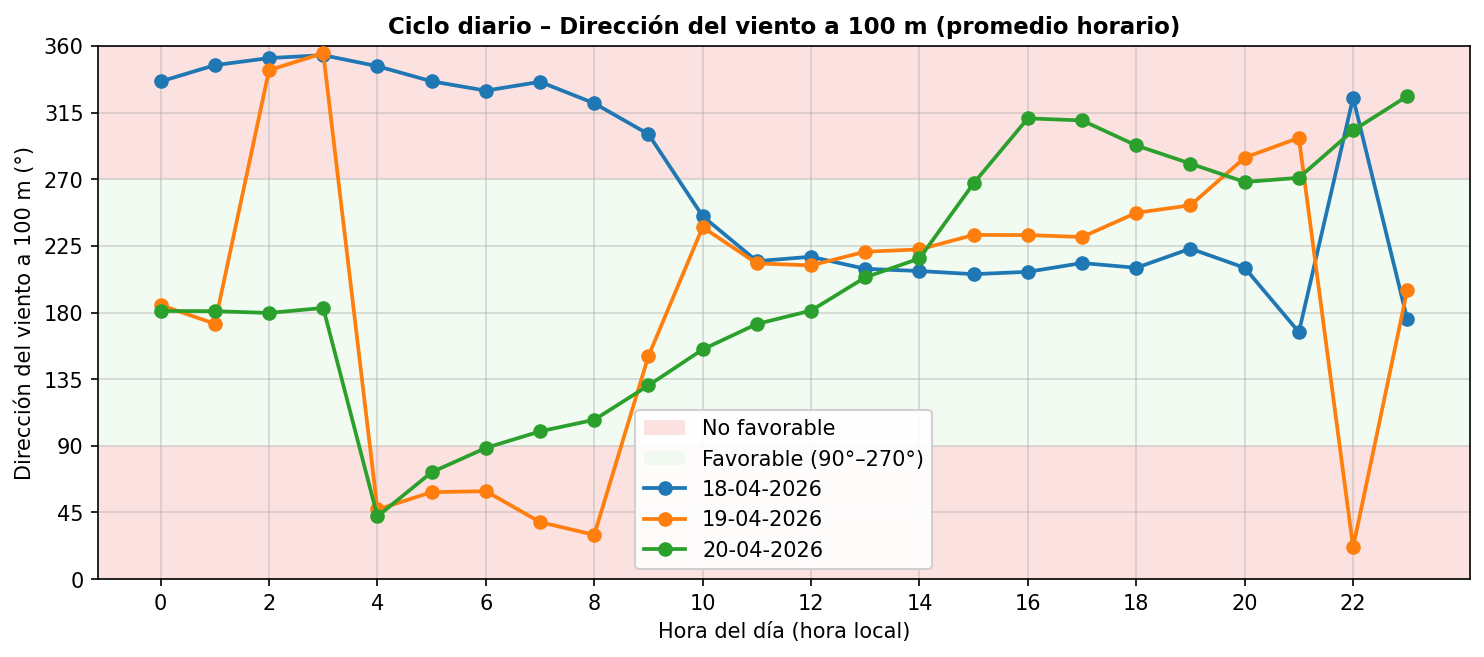 Ciclo diario – Dirección del viento a 100 m (promedio horario)
Dirección del viento a 100 m (°)
360
315
270
225
180
135
90
45
0
No favorable
Favorable (90°–270°)
18-04-2026
19-04-2026
20-04-2026
0 2 4 6 8 10 12 14 16 18 20 22
Hora del día (hora local)